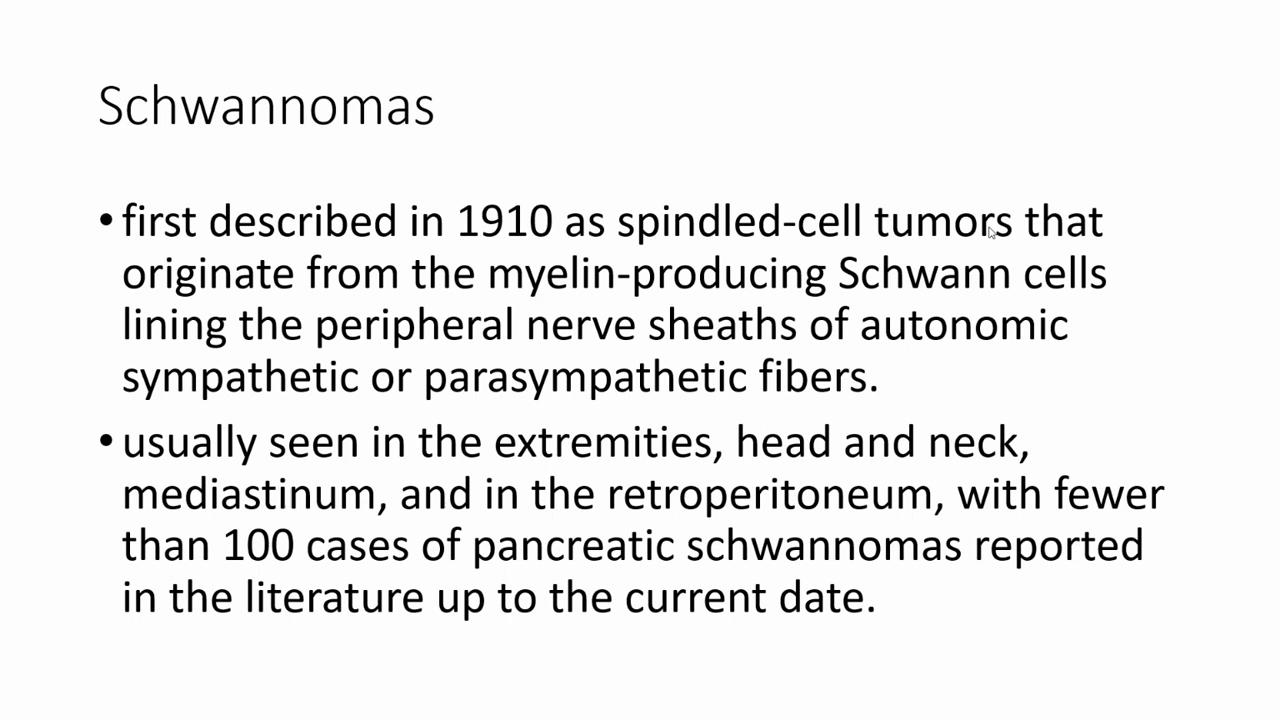 Schwannomas
• first described in 1910 as spindled-cell tumors that
originate from the myelin-producing Schwann cells
lining the peripheral nerve sheaths of autonomic
sympathetic or parasympathetic fibers.
• usually seen in the extremities, head and neck,
mediastinum, and in the retroperitoneum, with fewer
than 100 cases of pancreatic schwannomas reported
in the literature up to the current date.